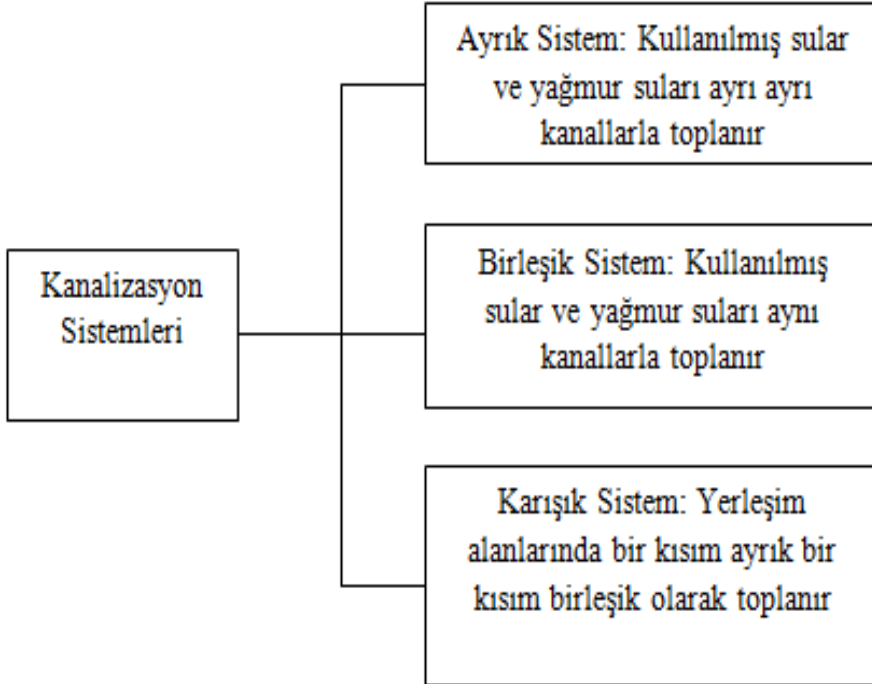 Kanalizasyon
Sistemleri
Ayrık Sistem: Kullanılmış sular
ve yağmur suları ayrı ayrı
kanallarla toplanır
Birleşik Sistem: Kullanılmış
sular ve yağmur suları aynı
kanallarla toplanır
Karışık Sistem: Yerleşim
alanlarında bir kısım ayrık bir
kısım birleşik olarak toplanır